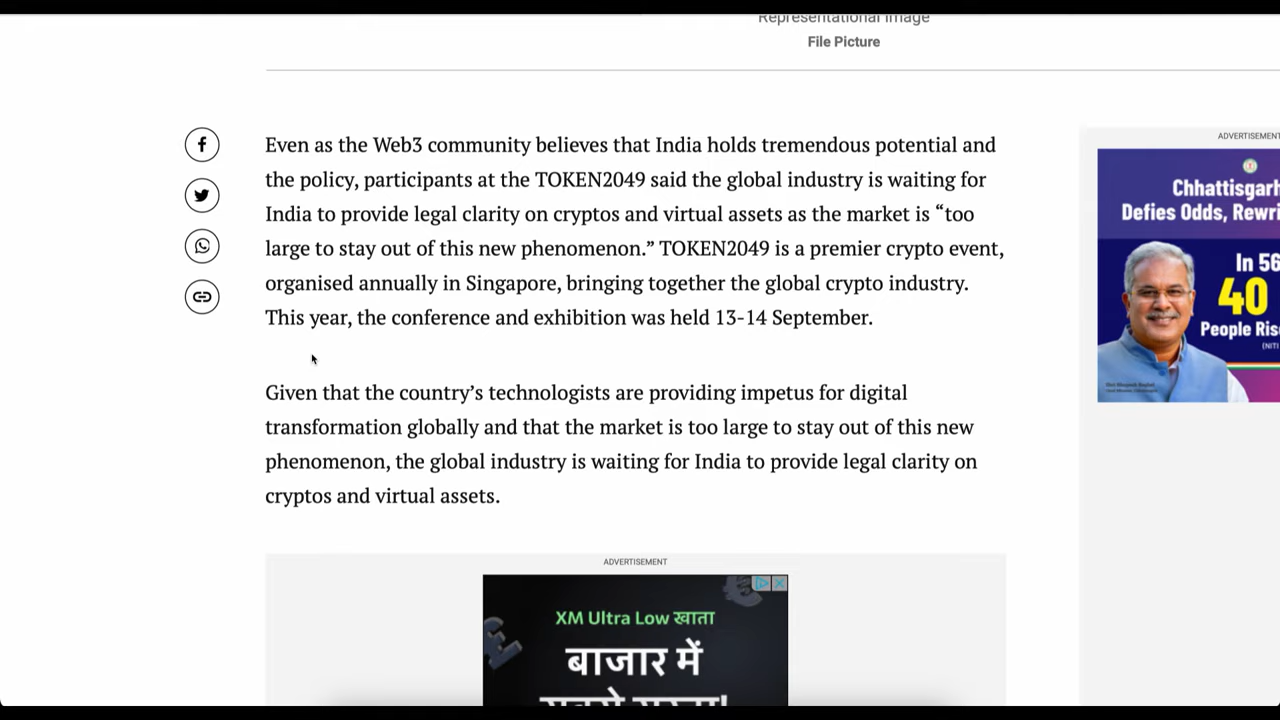 Representational Image
File Picture
Even as the Web3 community believes that India holds tremendous potential and
the policy, participants at the TOKEN2049 said the global industry is waiting for
India to provide legal clarity on cryptos and virtual assets as the market is “too
large to stay out of this new phenomenon.” TOKEN2049 is a premier crypto event,
organised annually in Singapore, bringing together the global crypto industry.
This year, the conference and exhibition was held 13-14 September.
Given that the country’s technologists are providing impetus for digital
transformation globally and that the market is too large to stay out of this new
phenomenon, the global industry is waiting for India to provide legal clarity on
cryptos and virtual assets.
ADVERTISEMENT
XM Ultra Low खाता
बाजार में
सबसे सस्ता!
ADVERTISEMENT
Chhattisgarh
Defies Odds, Rewri
In 56
40
People Ris
(NITI